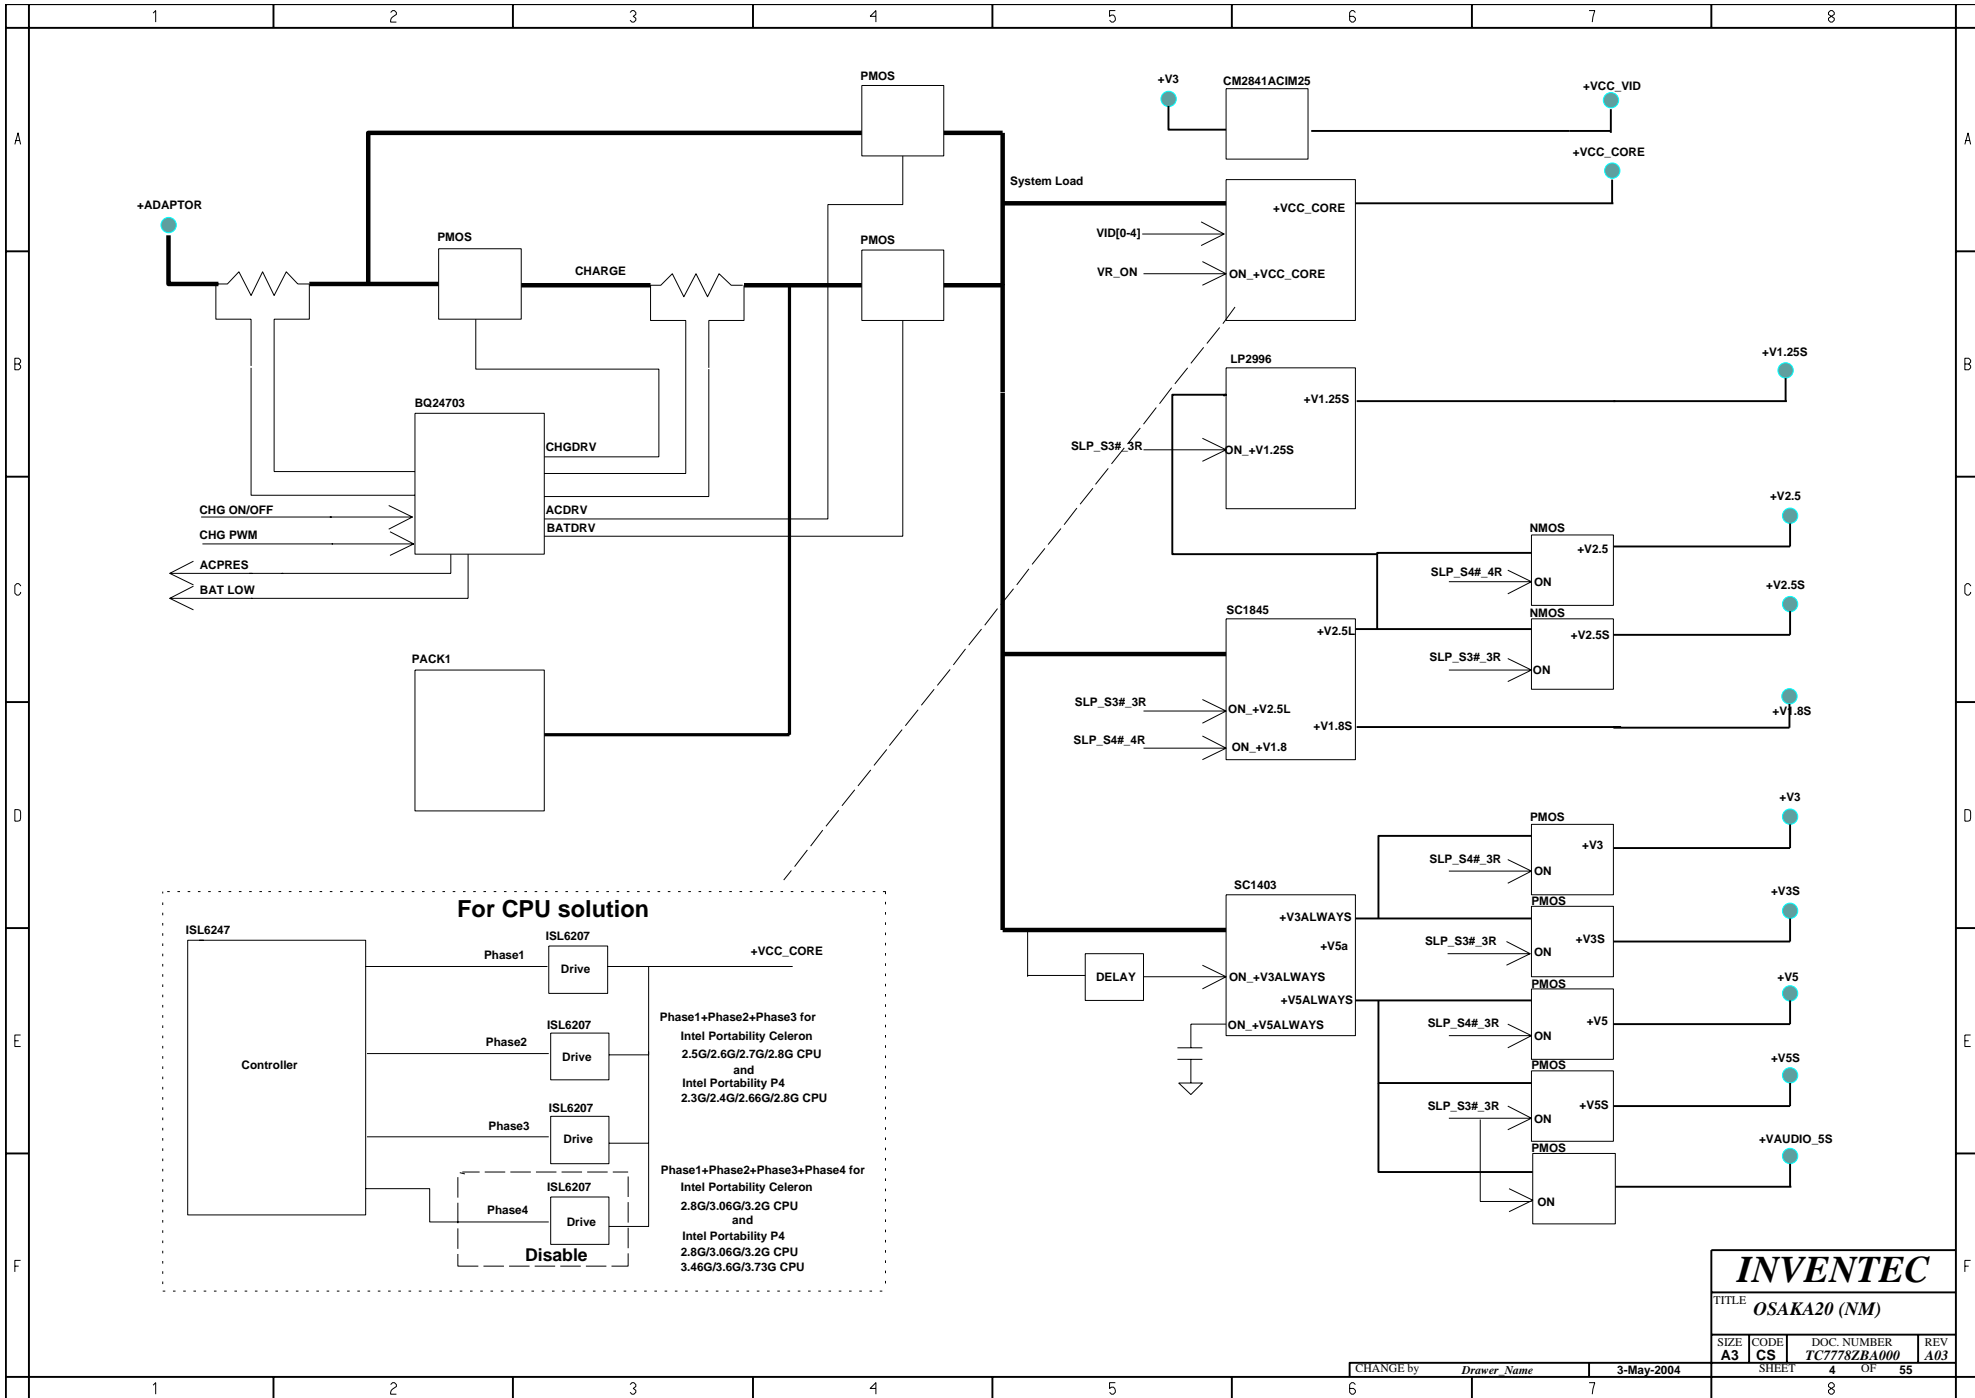 1 2 3 4 5 6 7 8
A
B
C
D
E
F
A
B
C
D
E
F
+ADAPTOR
PMOS
CHARGE
PMOS
PMOS
BQ24703
CHGDRV
ACDRV
BATDRV
CHG ON/OFF
CHG PWM
ACPRES
BAT LOW
PACK1
System Load
+V3
CM2841ACIM25
+VCC_VID
+VCC_CORE
+VCC_CORE
VID[0-4]
VR_ON
ON_+VCC_CORE
LP2996
+V1.25S
+V1.25S
SLP_S3#_3R
ON_+V1.25S
+V2.5
NMOS
+V2.5
SLP_S4#_4R
ON
+V2.5S
NMOS
+V2.5S
SLP_S3#_3R
ON
SC1845
+V2.5L
SLP_S3#_3R
ON_+V2.5L
+V1.8S
+V1.8S
SLP_S4#_4R
ON_+V1.8
+V3
PMOS
+V3
SLP_S4#_3R
ON
SC1403
+V3ALWAYS
+V5a
DELAY
ON_+V3ALWAYS
+V5ALWAYS
ON_+V5ALWAYS
+V3S
PMOS
+V3S
SLP_S3#_3R
ON
+V5
PMOS
+V5
SLP_S4#_3R
ON
+V5S
PMOS
+V5S
SLP_S3#_3R
ON
+VAUDIO_5S
PMOS
ON
For CPU solution
ISL6247
Controller
Phase1
ISL6207
Drive
+VCC_CORE
Phase2
ISL6207
Drive
Phase3
ISL6207
Drive
Phase4
ISL6207
Drive
Disable
Phase1+Phase2+Phase3 for
Intel Portability Celeron
2.5G/2.6G/2.7G/2.8G CPU
and
Intel Portability P4
2.3G/2.4G/2.66G/2.8G CPU
Phase1+Phase2+Phase3+Phase4 for
Intel Portability Celeron
2.8G/3.06G/3.2G CPU
and
Intel Portability P4
2.8G/3.06G/3.2G CPU
3.46G/3.6G/3.73G CPU
INVENTEC
TITLE OSAKA20 (NM)
SIZE CODE DOC. NUMBER REV
A3 CS TC7778ZBA000 A03
CHANGE by Drawer_Name 3-May-2004 SHEET 4 OF 55
1 2 3 4 5 6 7 8